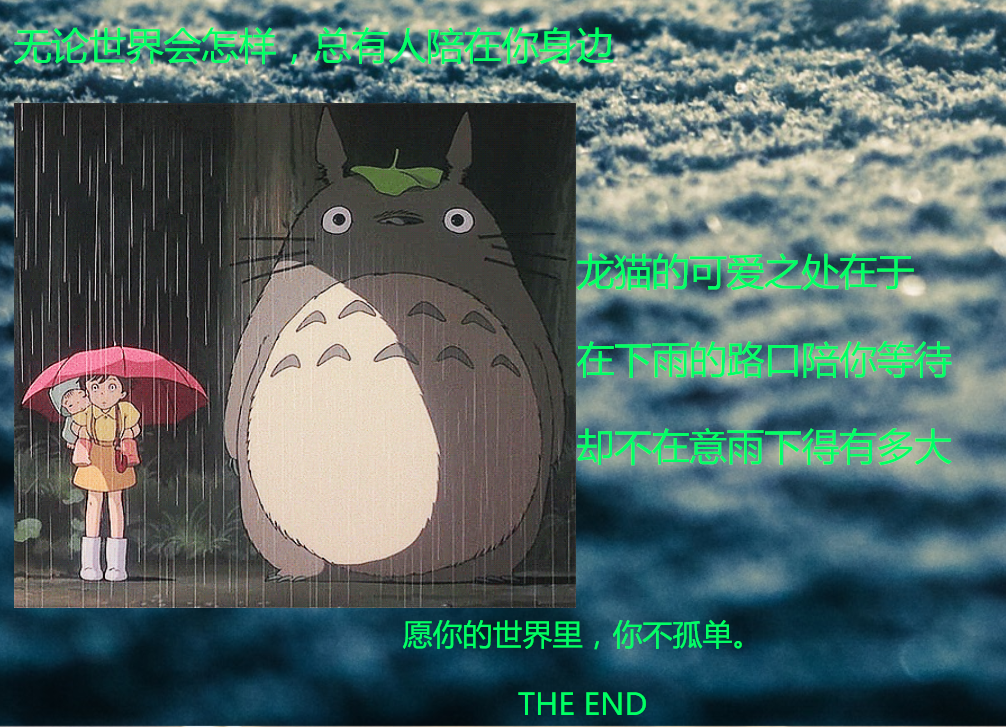 无论世界会怎样，总有人陪在你身边
龙猫的可爱之处在于
在下雨的路口陪你等待
却不在意雨下得有多大
愿你的世界里，你不孤单。
THE END